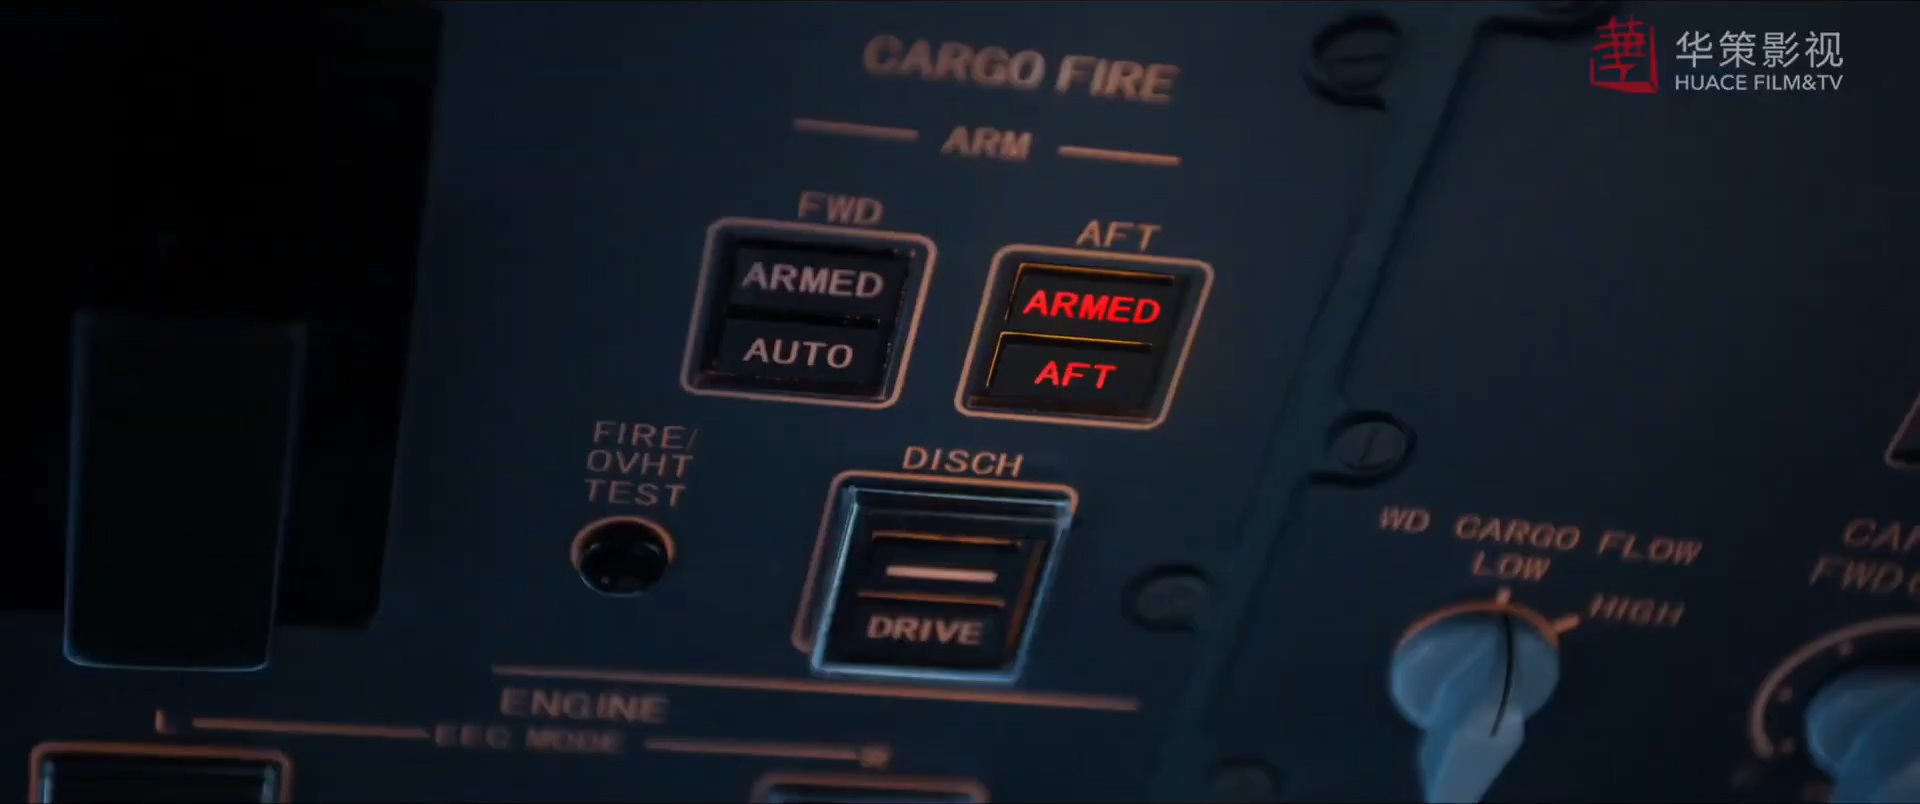 华策影视
HUACE FILM&TV
CARGO FIRE
ARM
FWD
AFT
ARMED
AUTO
ARMED
AFT
FIRE/
OVHT
TEST
DISCH
DRIVE
WD CARGO FLOW
LOW
HIGH
ENGINE
L
EEC MODE